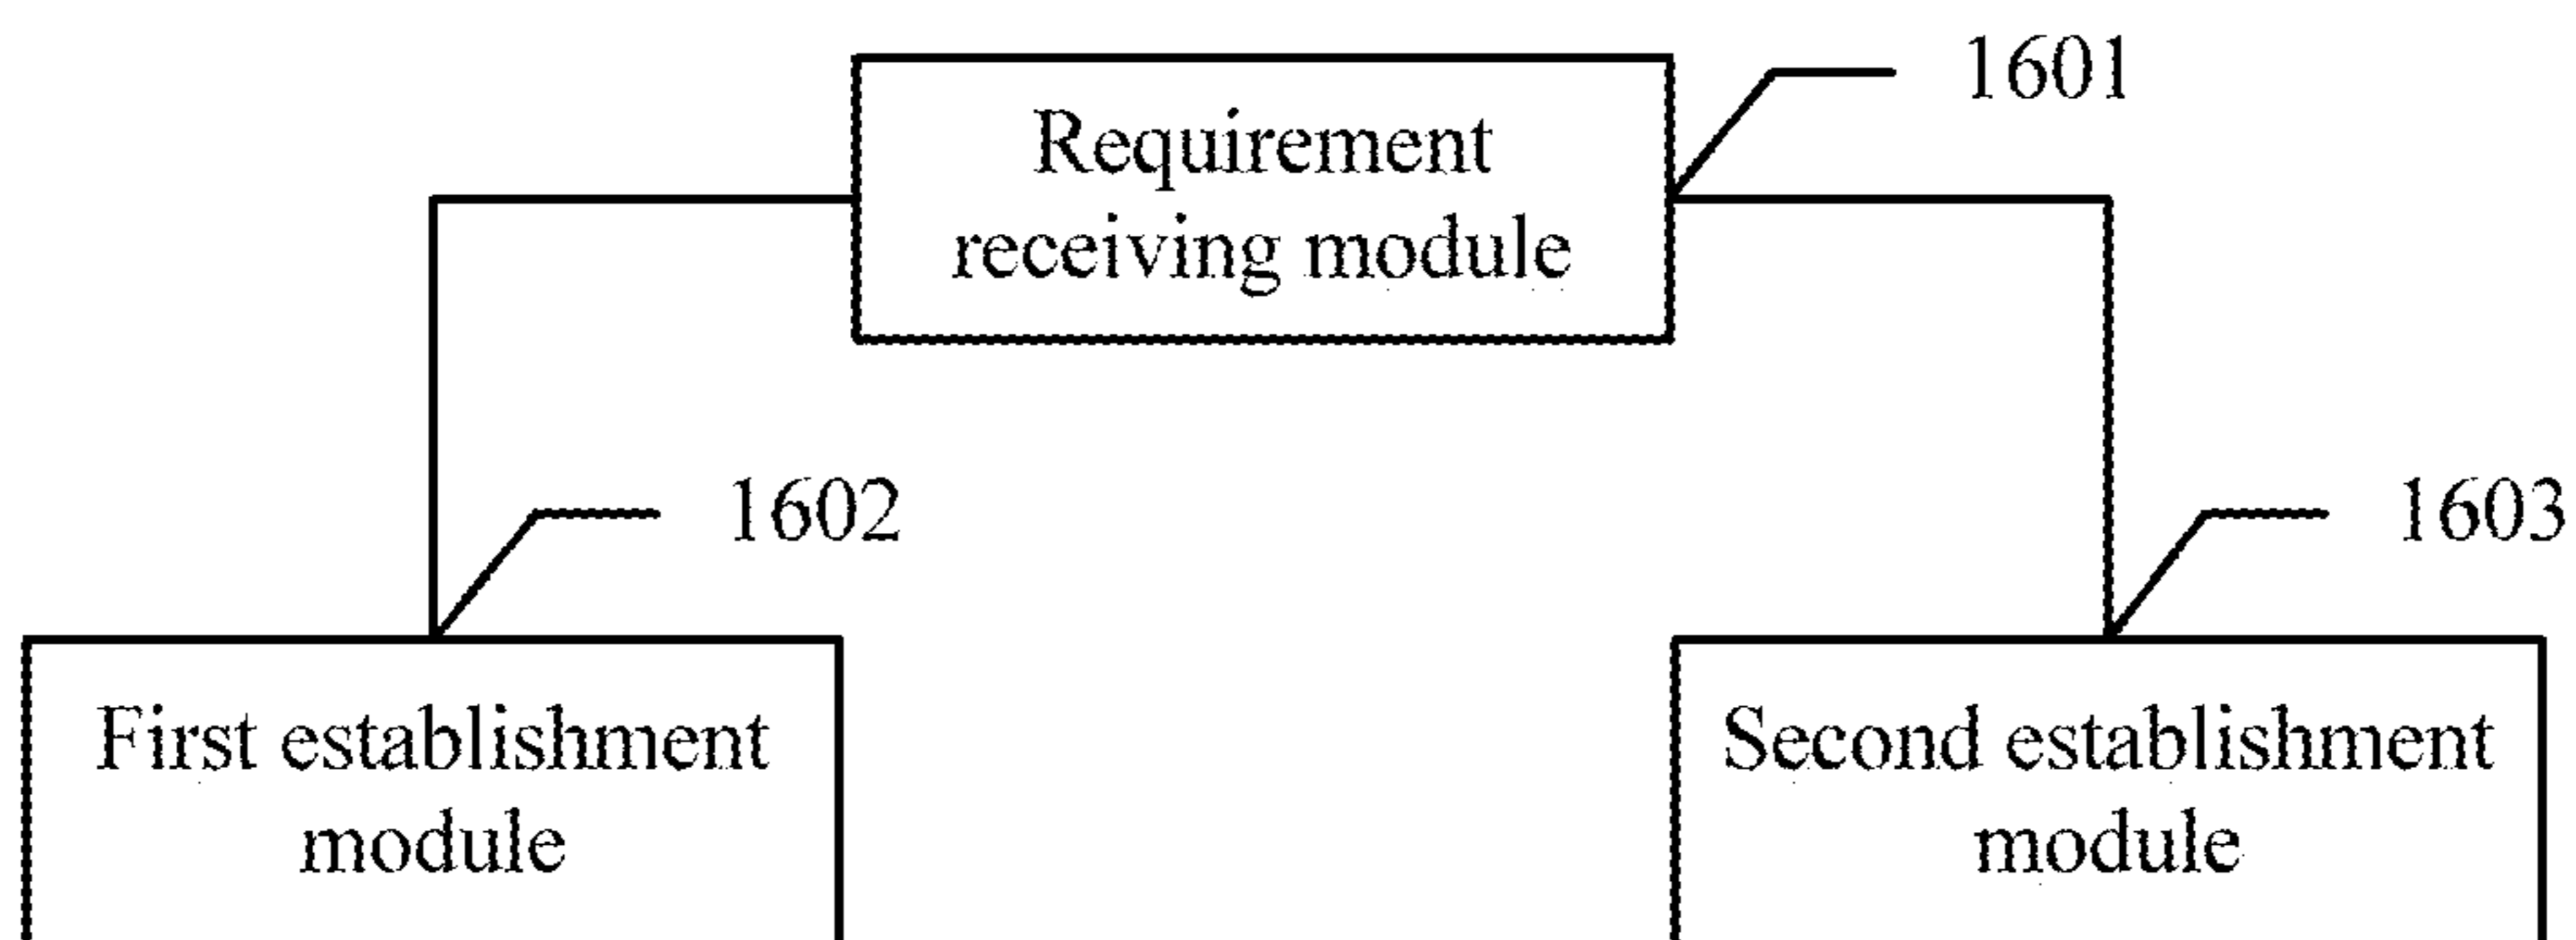 1601
Requirement
receiving module
1602
1603
First establishment
module
Second establishment
module